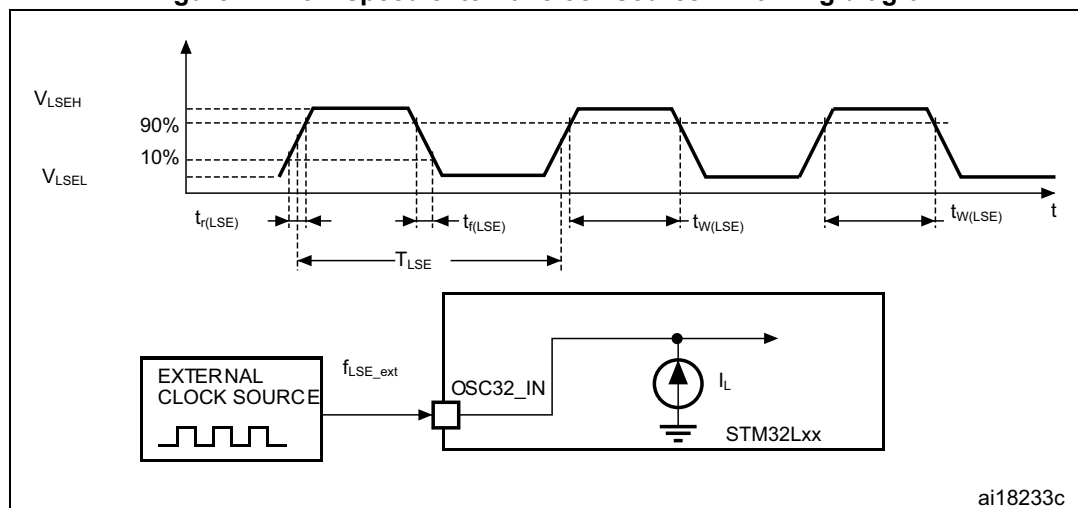 V_LSEH
90%
10%
V_LSEL
t_r(LSE)
t_f(LSE)
t_W(LSE)
t_W(LSE)
t
T_LSE
EXTERNAL
CLOCK SOURCE
f_LSE_ext
OSC32_IN
I_L
STM32Lxx
ai18233c